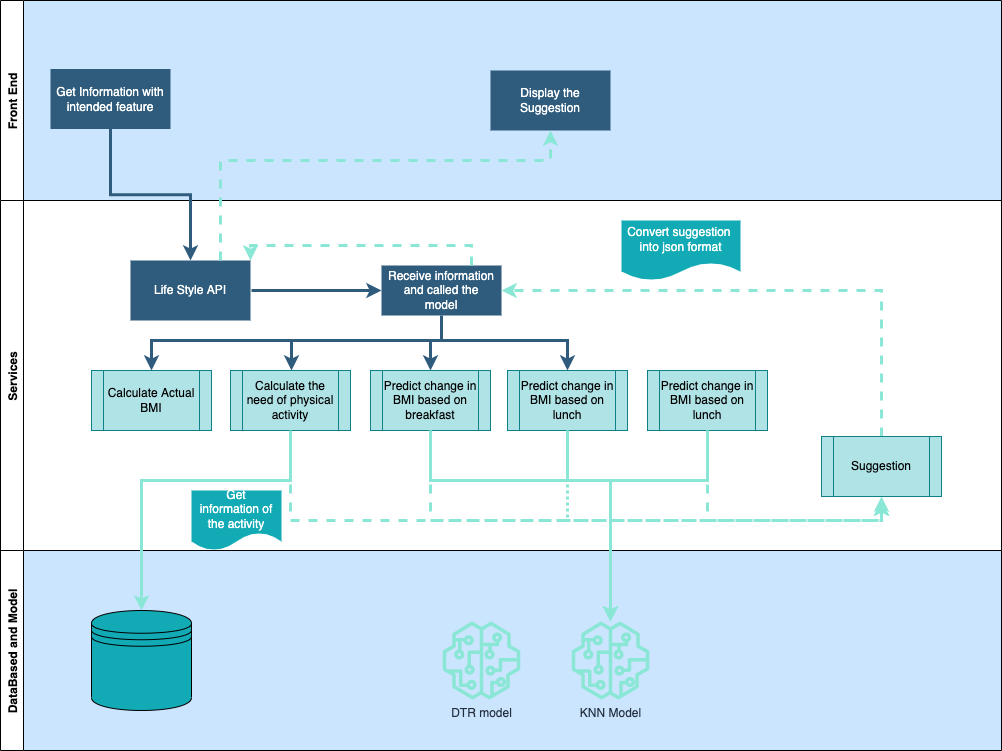 Front End
Get Information with
intended feature
Display the
Suggestion
Services
Convert suggestion
into json format
Life Style API
Receive information
and called the
model
Calculate Actual
BMI
Calculate the
need of physical
activity
Predict change in
BMI based on
breakfast
Predict change in
BMI based on
lunch
Predict change in
BMI based on
lunch
Suggestion
Get
information of
the activity
DataBased and Model
DTR model
KNN Model